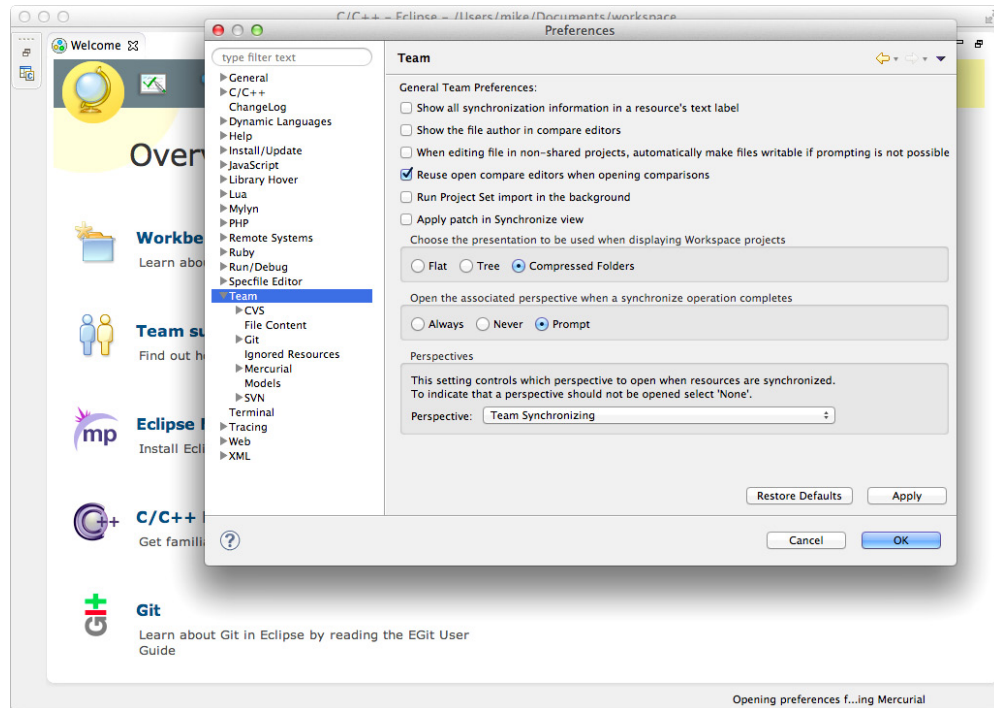 C/C++ – Eclipse – /Users/mike/Documents/workspace
Welcome
Preferences
type filter text
General
C/C++
ChangeLog
Dynamic Languages
Help
Install/Update
JavaScript
Library Hover
Lua
Mylyn
PHP
Remote Systems
Ruby
Run/Debug
Specfile Editor
Team
CVS
File Content
Git
Ignored Resources
Mercurial
Models
SVN
Terminal
Tracing
Web
XML
Team
General Team Preferences:
Show all synchronization information in a resource's text label
Show the file author in compare editors
When editing file in non-shared projects, automatically make files writable if prompting is not possible
Reuse open compare editors when opening comparisons
Run Project Set import in the background
Apply patch in Synchronize view
Choose the presentation to be used when displaying Workspace projects
Flat Tree Compressed Folders
Open the associated perspective when a synchronize operation completes
Always Never Prompt
Perspectives
This setting controls which perspective to open when resources are synchronized.
To indicate that a perspective should not be opened select 'None'.
Perspective: Team Synchronizing
Restore Defaults Apply
? Cancel OK
Over
Workbe
Learn abo
Team su
Find out h
mp
Eclipse
Install Ecli
C++
C/C++
Get famili
Git
Git
Learn about Git in Eclipse by reading the EGit User
Guide
Opening preferences f...ing Mercurial